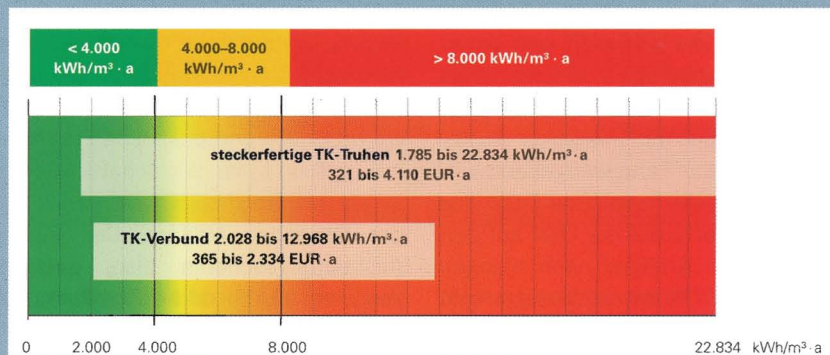 < 4.000
kWh/m³ · a
4.000–8.000
kWh/m³ · a
> 8.000 kWh/m³ · a
steckerfertige TK-Truhen 1.785 bis 22.834 kWh/m³·a
321 bis 4.110 EUR·a
TK-Verbund 2.028 bis 12.968 kWh/m³·a
365 bis 2.334 EUR·a
0 2.000 4.000 8.000 22.834 kWh/m³·a